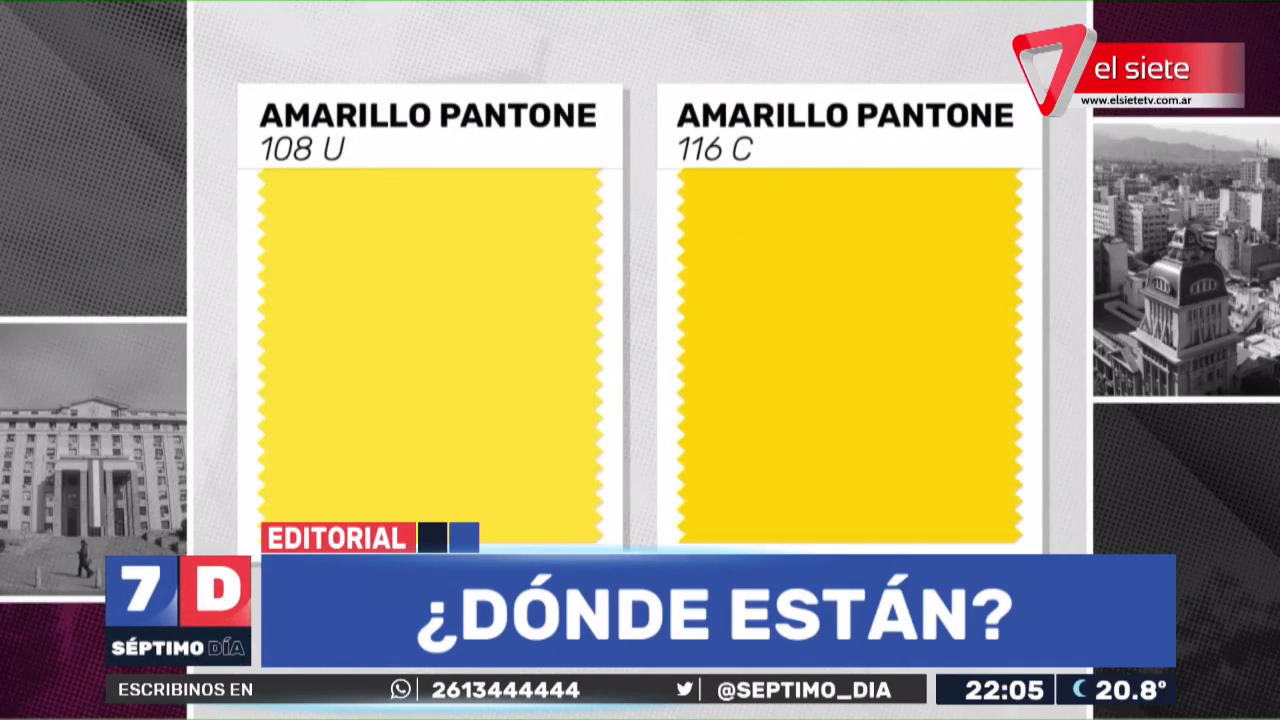 el siete
www.elsietetv.com.ar
AMARILLO PANTONE
108 U
AMARILLO PANTONE
116 C
EDITORIAL
7 D
SÉPTIMO DÍA
¿DÓNDE ESTÁN?
ESCRIBINOS EN
2613444444
@SEPTIMO_DIA
22:05
20.8°